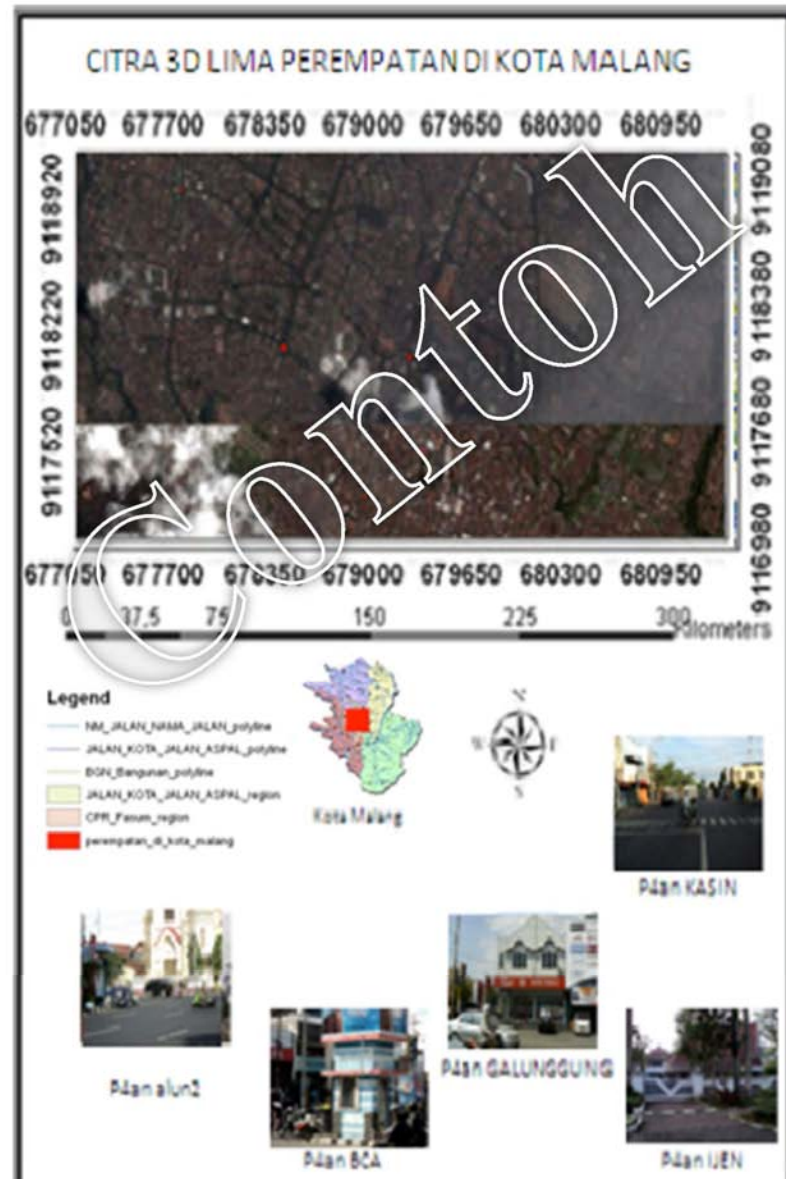 CITRA 3D LIMA PEREMPATAN DI KOTA MALANG
677050 677700 678350 679000 679650 680300 680950
9118920
9118220
9117520
9119080
9118380
9117680
9116980
Contoh
677050 677700 678350 679000 679650 680300 680950
0 37,5 75 150 225 300
Kilometers
Legend
NM_JALAN_NAMA_JALAN_polyline
JALAN_KOTA_JALAN_ASPAL_polyline
BGN_Bangunan_polyline
JALAN_KOTA_JALAN_ASPAL_region
CPR_Fasum_region
perempatan_di_kota_malang
Kota Malang
N
W E
S
P4an KASIN
P4an alun2
P4an GALUNGGUNG
P4an BCA
P4an IJEN